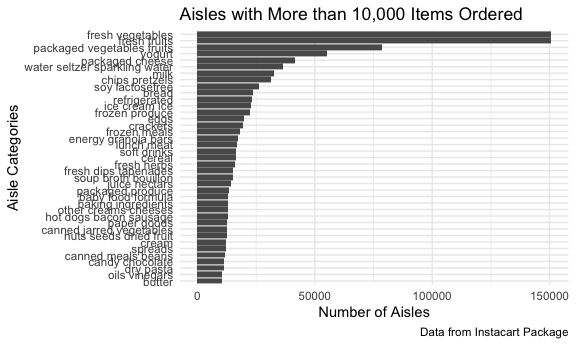 Aisles with More than 10,000 Items Ordered
fresh vegetables
fresh fruits
packaged vegetables fruits
yogurt
packaged cheese
water seltzer sparkling water
milk
chips pretzels
soy lactosefree
bread
refrigerated
ice cream ice
frozen produce
eggs
crackers
frozen meals
energy granola bars
lunch meat
soft drinks
cereal
fresh herbs
fresh dips tapenades
soup broth bouillon
juice nectars
packaged produce
baby food formula
baking ingredients
other creams cheeses
hot dogs bacon sausage
paper goods
canned jarred vegetables
nuts seeds dried fruit
cream
spreads
canned meals beans
candy chocolate
dry pasta
oils vinegars
butter
Aisle Categories
0 50000 100000 150000
Number of Aisles
Data from Instacart Package